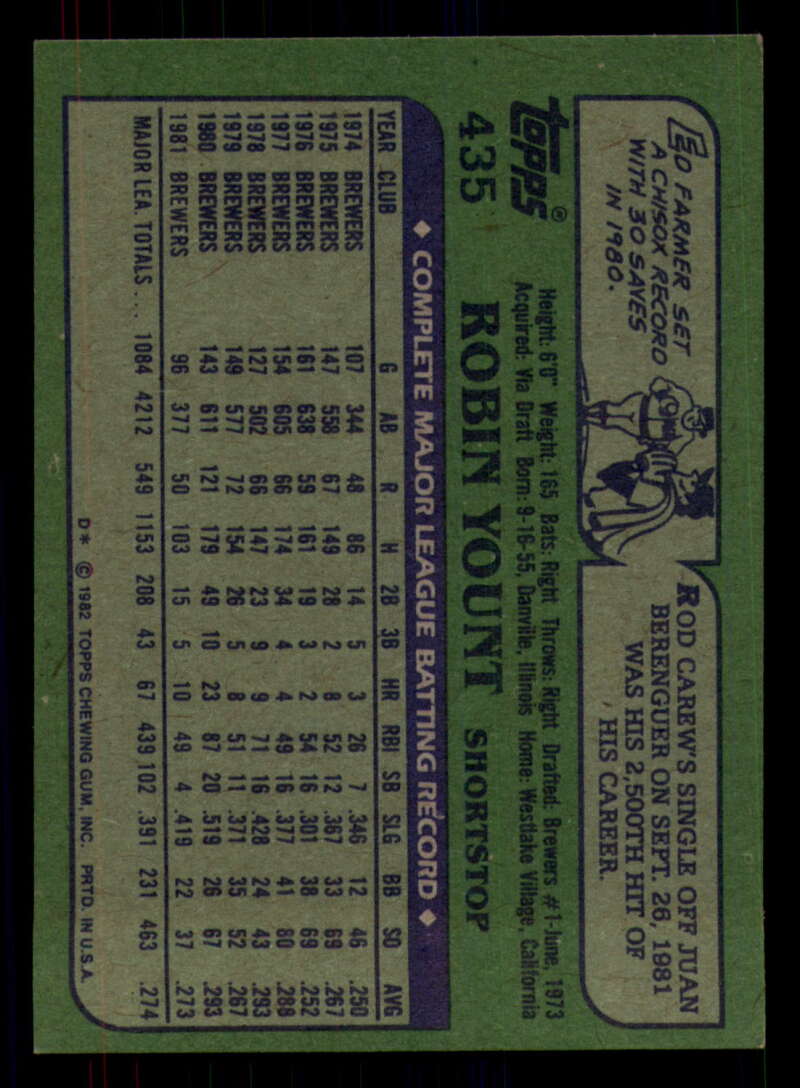 ED FARMER SET
A CHISOX RECORD
WITH 30 SAVES
IN 1980.
ROD CAREW'S SINGLE OFF JUAN
BERENGUER ON SEPT. 26, 1981
WAS HIS 2,500TH HIT OF
HIS CAREER.
TOPPS®
Height: 6'0" Weight: 165 Bats: Right Throws: Right Drafted: Brewers #1-June, 1973
Acquired: Via Draft Born: 9-16-55, Danville, Illinois Home: Westlake Village, California
435 ROBIN YOUNT SHORTSTOP
◆ COMPLETE MAJOR LEAGUE BATTING RECORD ◆
YEAR CLUB G AB R H 2B 3B HR RBI SB SLG BB SO AVG
1974 BREWERS 107 344 48 86 14 5 3 26 7 .346 12 46 .250
1975 BREWERS 147 558 67 149 28 2 8 52 12 .367 33 69 .267
1976 BREWERS 161 638 59 161 19 3 2 54 16 .301 38 69 .252
1977 BREWERS 154 605 66 174 34 4 4 49 16 .377 41 80 .288
1978 BREWERS 127 502 66 147 23 9 9 71 16 .428 24 43 .293
1979 BREWERS 149 577 72 154 26 5 8 51 11 .371 35 52 .267
1980 BREWERS 143 611 121 179 49 10 23 87 20 .519 26 67 .293
1981 BREWERS 96 377 50 103 15 5 10 49 4 .419 22 37 .273
MAJOR LEA. TOTALS... 1084 4212 549 1153 208 43 67 439 102 .391 231 463 .274
D* © 1982 TOPPS CHEWING GUM, INC. PRTD. IN U.S.A.